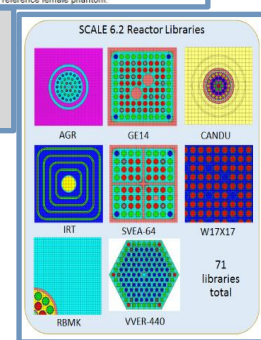 reference female phantom.
SCALE 6.2 Reactor Libraries
AGR GE14 CANDU
IRT SVEA-64 W17X17
71
libraries
total
RBMK VVER-440